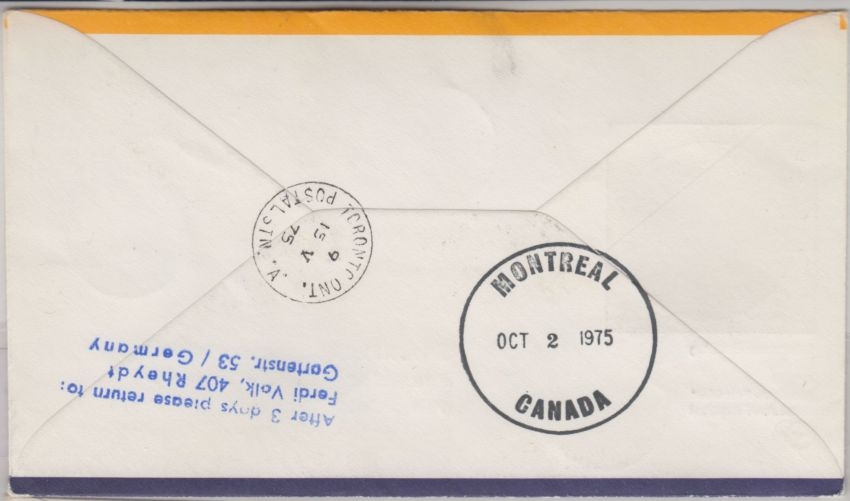 TORONTO ONT.
POSTAL STN. 'A'
9
15 V
75
MONTREAL
OCT 2 1975
CANADA
After 3 days please return to:
Ferdi Volk, 407 Rheydt
Gartenstr. 53 / Germany